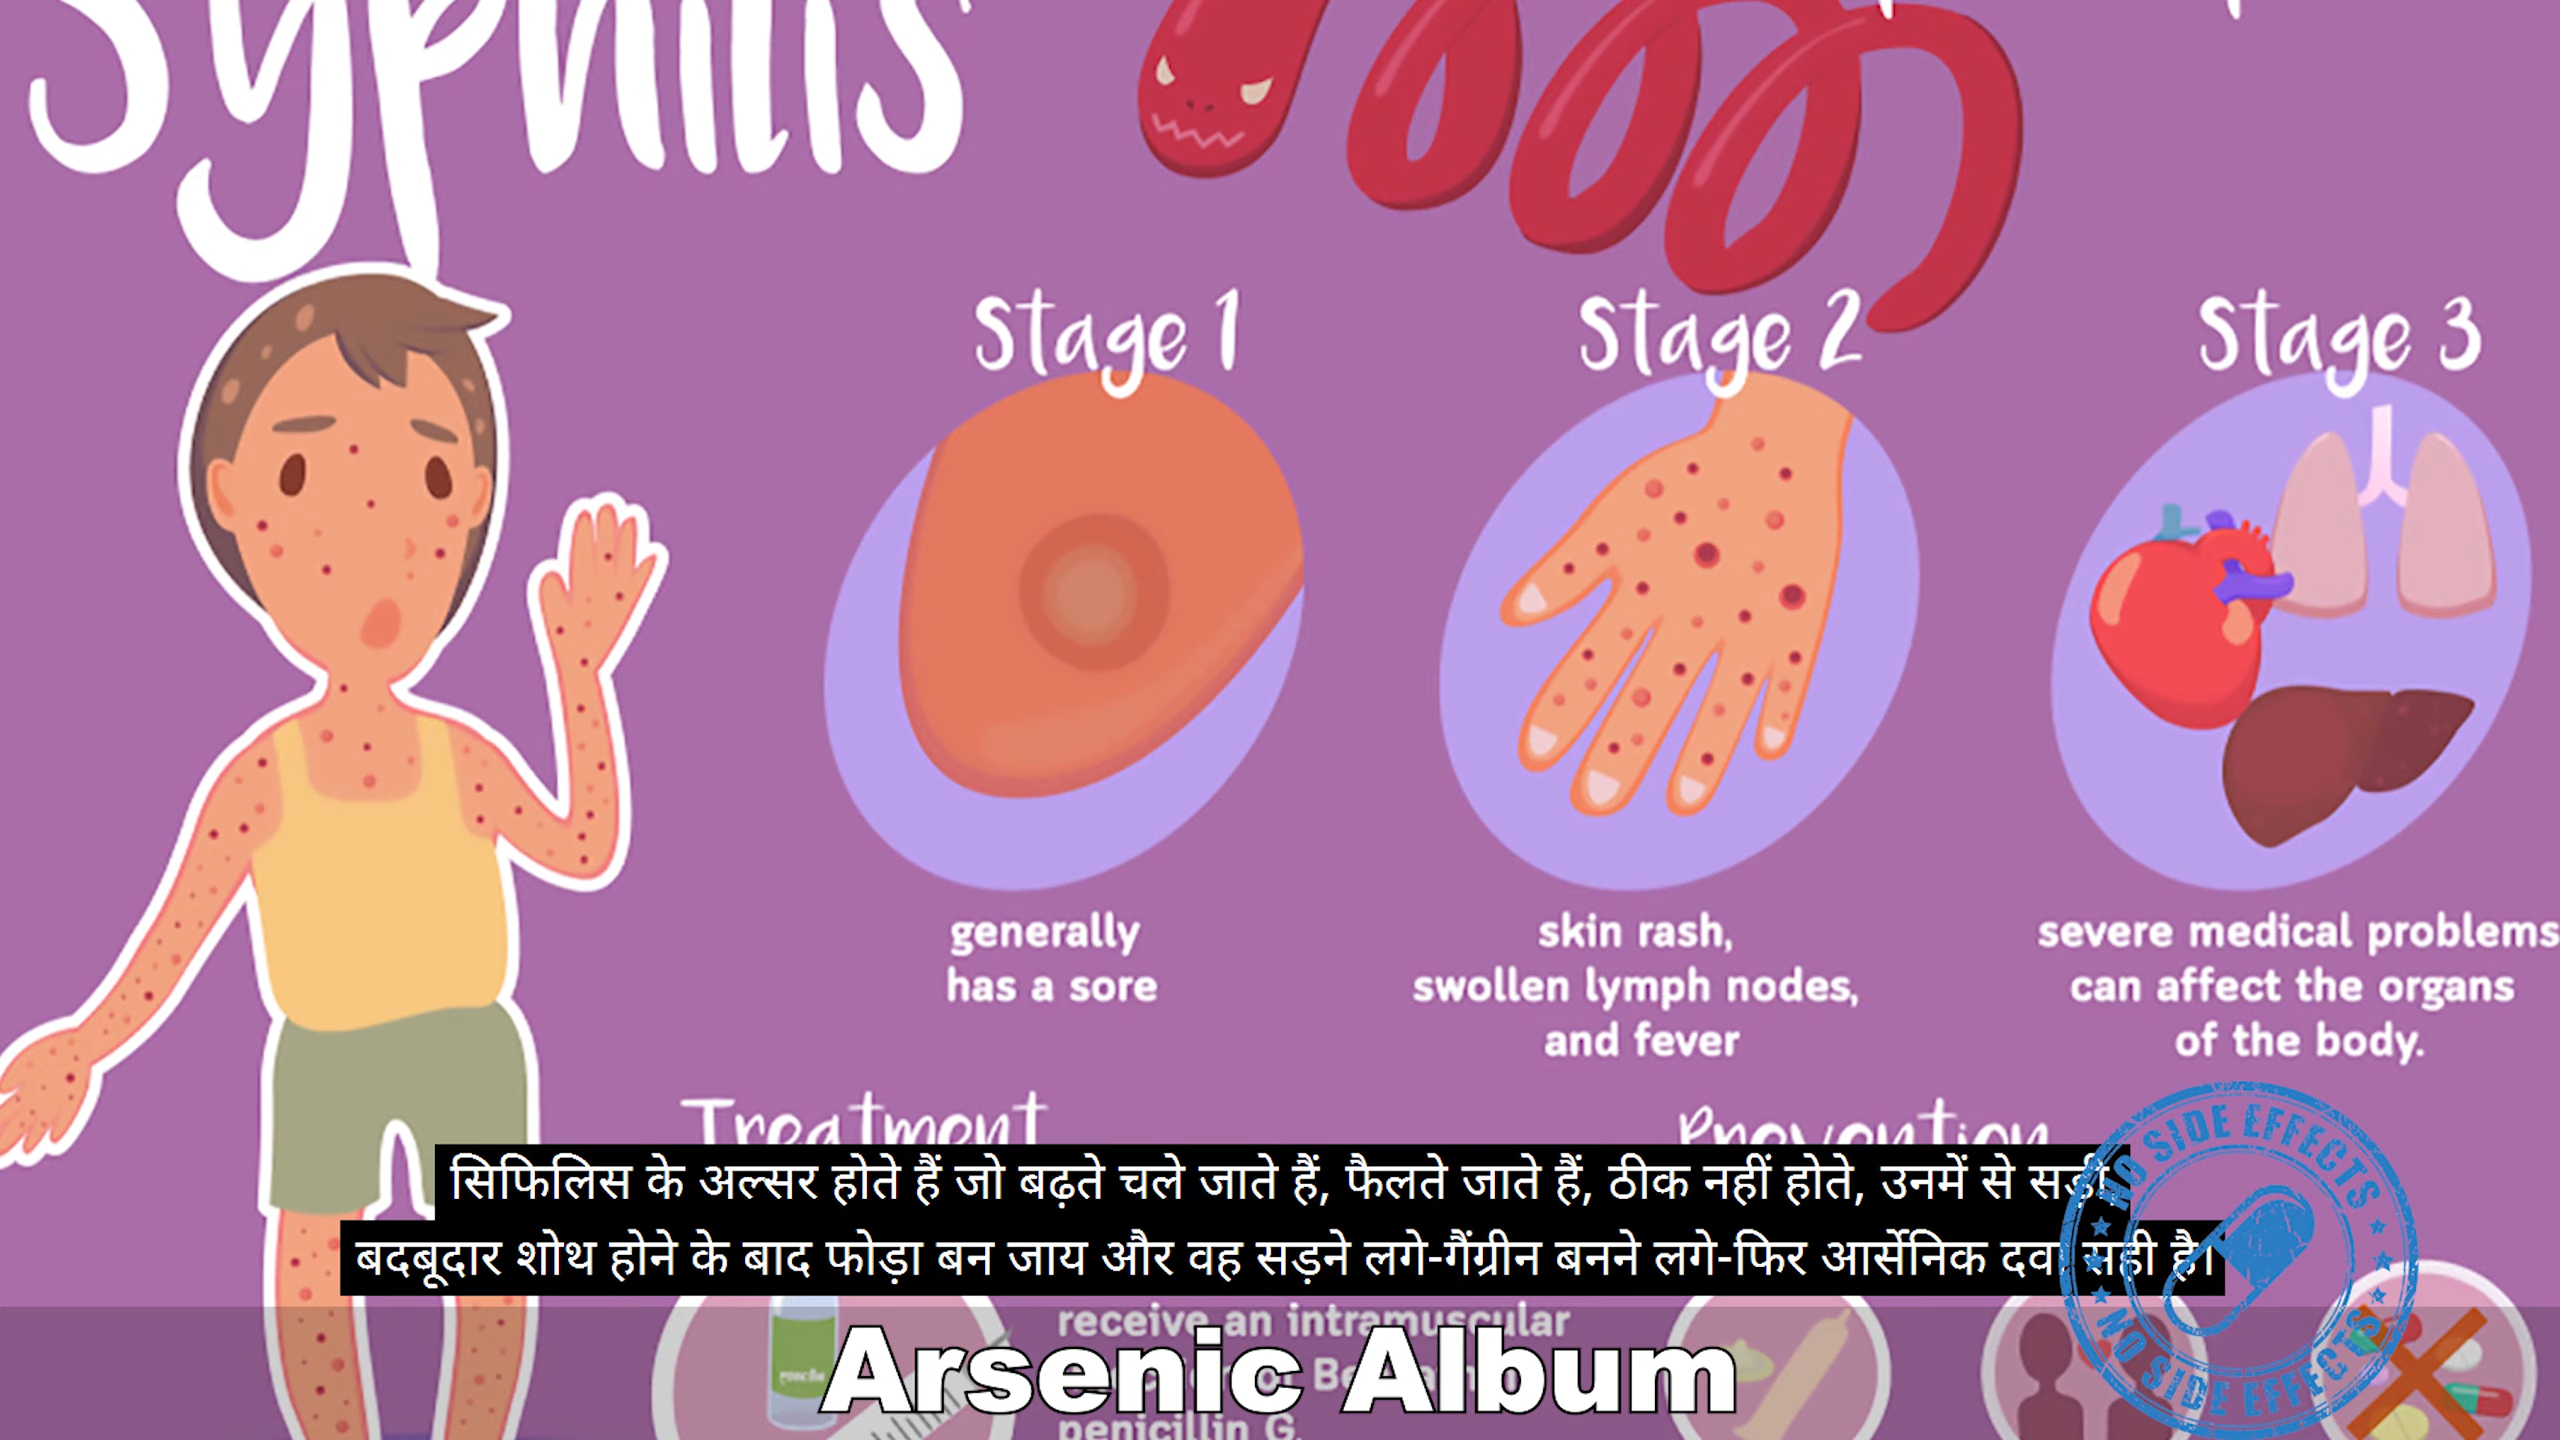 Syphilis
Stage 1
Stage 2
Stage 3
generally
has a sore
skin rash,
swollen lymph nodes,
and fever
severe medical problems
can affect the organs
of the body.
Treatment
Prevention
सिफिलिस के अल्सर होते हैं जो बढ़ते चले जाते हैं, फैलते जाते हैं, ठीक नहीं होते, उनमें से सड़ी
बदबूदार शोथ होने के बाद फोड़ा बन जाय और वह सड़ने लगे-गैंग्रीन बनने लगे-फिर आर्सेनिक दवा सही है।
NO SIDE EFFECTS
NO SIDE EFFECTS
receive an intramuscular
penicillin G.
Arsenic Album